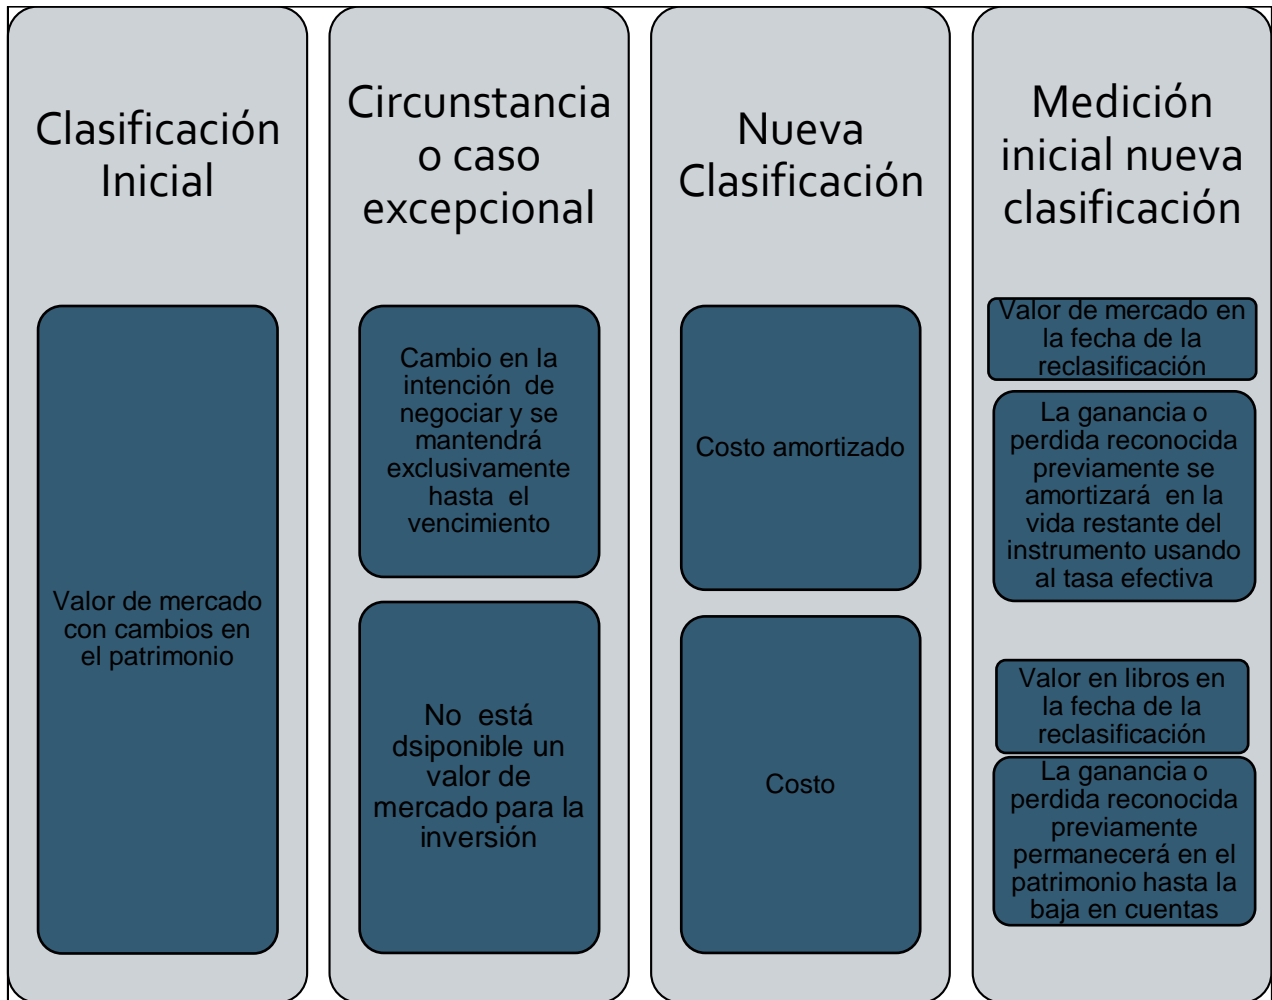 Clasificación
Inicial
Valor de mercado
con cambios en
el patrimonio
Circunstancia
o caso
excepcional
Cambio en la
intención de
negociar y se
mantendrá
exclusivamente
hasta el
vencimiento
No está
dsiponible un
valor de
mercado para la
inversión
Nueva
Clasificación
Costo amortizado
Costo
Medición
inicial nueva
clasificación
Valor de mercado en
la fecha de la
reclasificación
La ganancia o
perdida reconocida
previamente se
amortizará en la
vida restante del
instrumento usando
al tasa efectiva
Valor en libros en
la fecha de la
reclasificación
La ganancia o
perdida reconocida
previamente
permanecerá en el
patrimonio hasta la
baja en cuentas